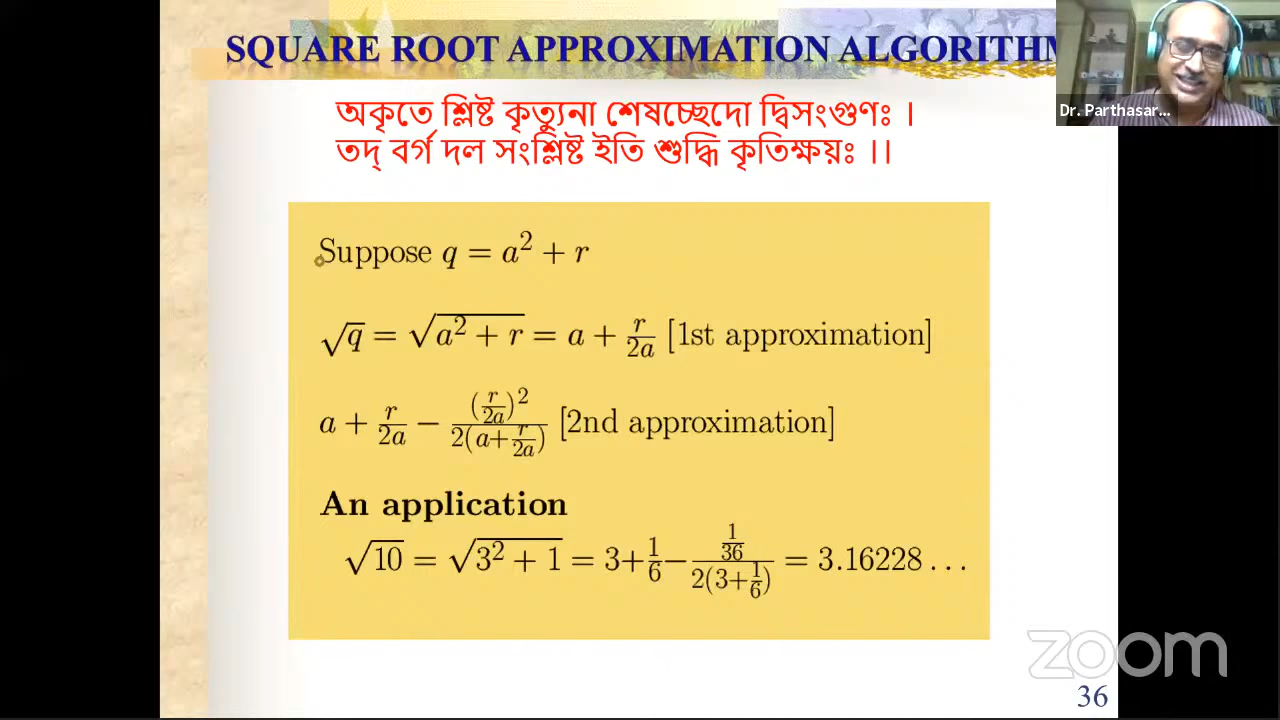 SQUARE ROOT APPROXIMATION ALGORITHM
Dr. Parthasar...
অকৃতে শ্লিষ্ট কৃত্যুনা শেষচ্ছেদো দ্বিসংগুণঃ ।
তদ্ বর্গ দল সংশ্লিষ্ট ইতি শুদ্ধি কৃতিক্ষয়ঃ ।।
Suppose q = a² + r
√q = √(a² + r) = a + r/2a [1st approximation]
a + r/2a − (r/2a)²/2(a+r/2a) [2nd approximation]
An application
√10 = √(3² + 1) = 3+1/6−(1/36)/2(3+1/6) = 3.16228...
zoom
36